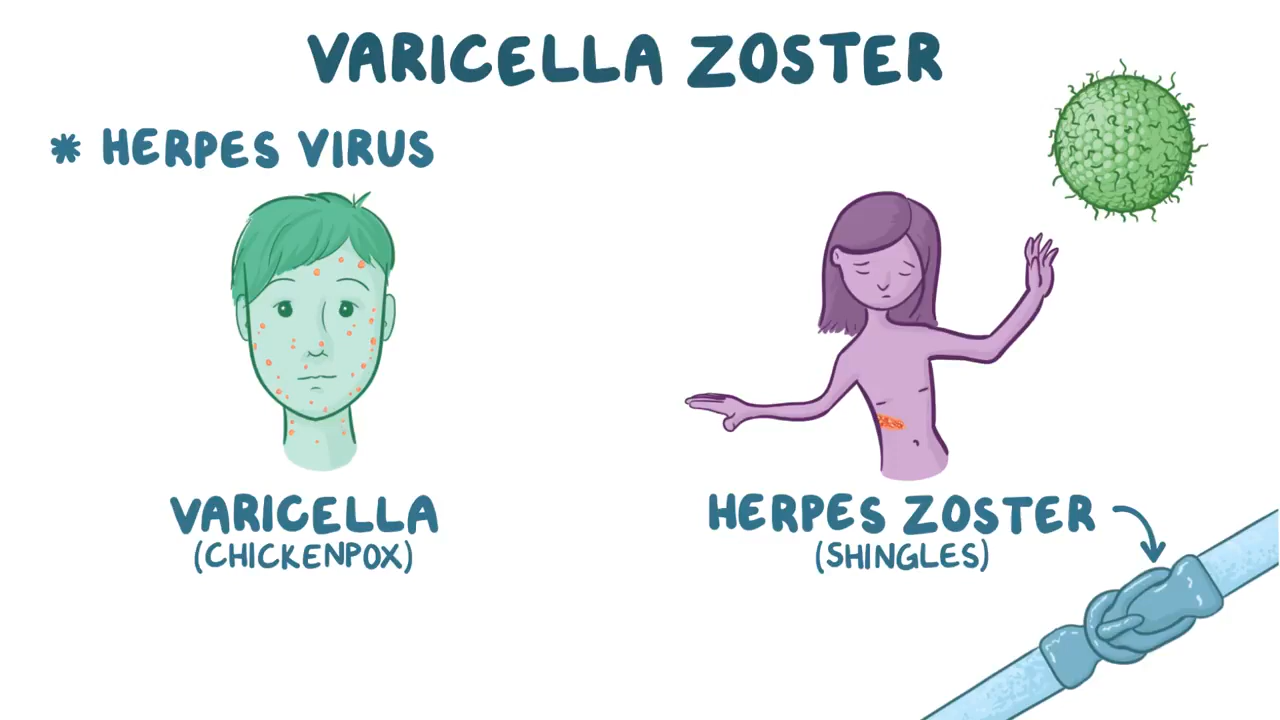 VARICELLA ZOSTER
* HERPES VIRUS
VARICELLA
(CHICKENPOX)
HERPES ZOSTER
(SHINGLES)